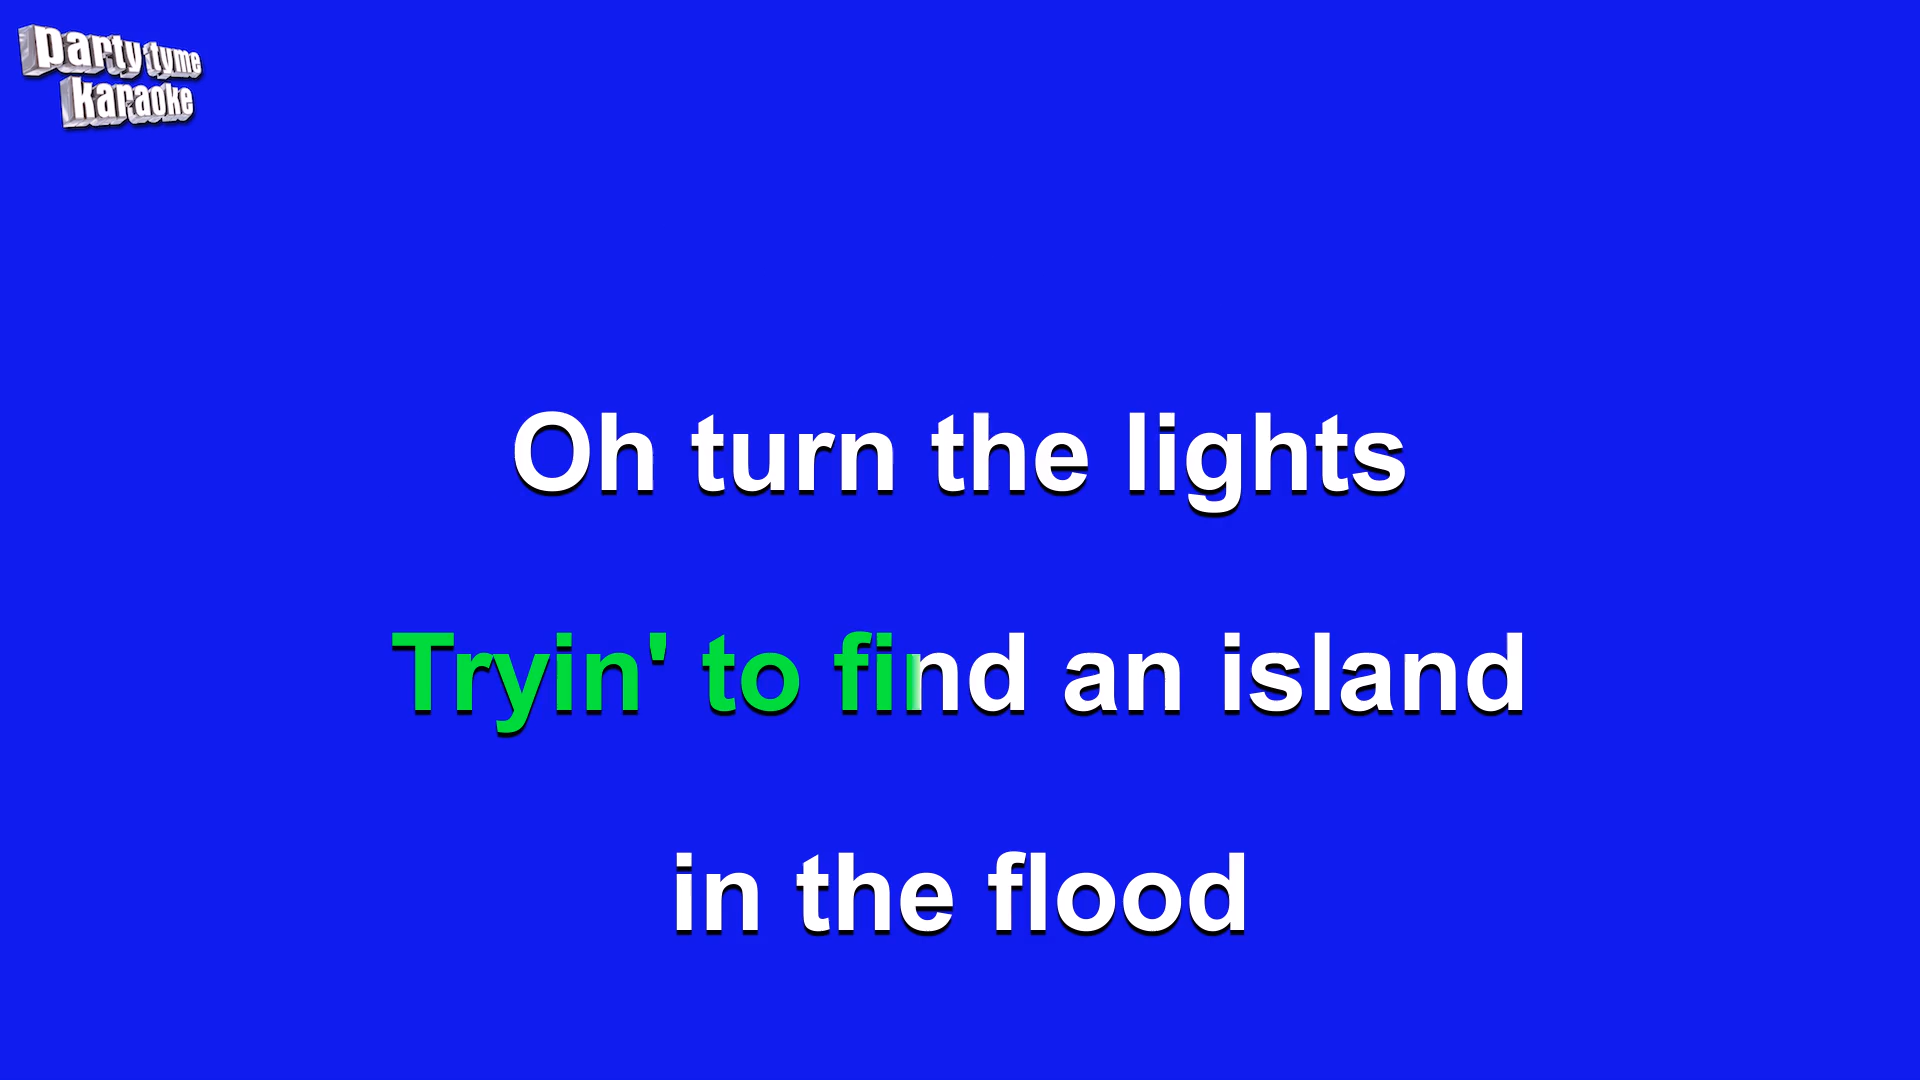 party tyme
karaoke
Oh turn the lights
Tryin' to find an island
in the flood